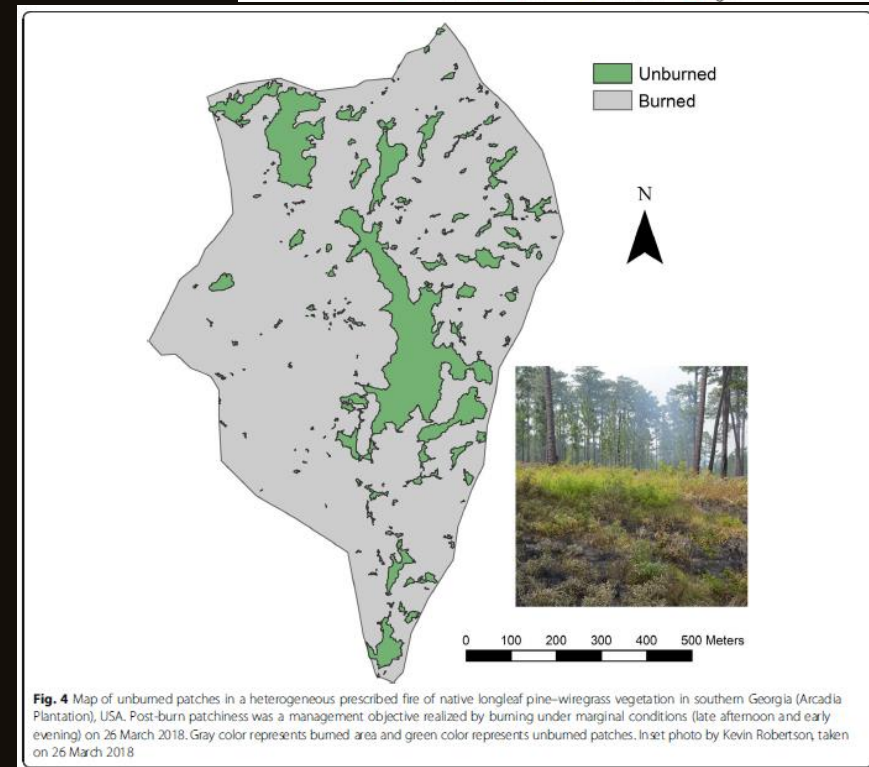 Unburned
Burned
N
0 100 200 300 400 500 Meters
Fig. 4 Map of unburned patches in a heterogeneous prescribed fire of native longleaf pine–wiregrass vegetation in southern Georgia (Arcadia
Plantation), USA. Post-burn patchiness was a management objective realized by burning under marginal conditions (late afternoon and early
evening) on 26 March 2018. Gray color represents burned area and green color represents unburned patches. Inset photo by Kevin Robertson, taken
on 26 March 2018